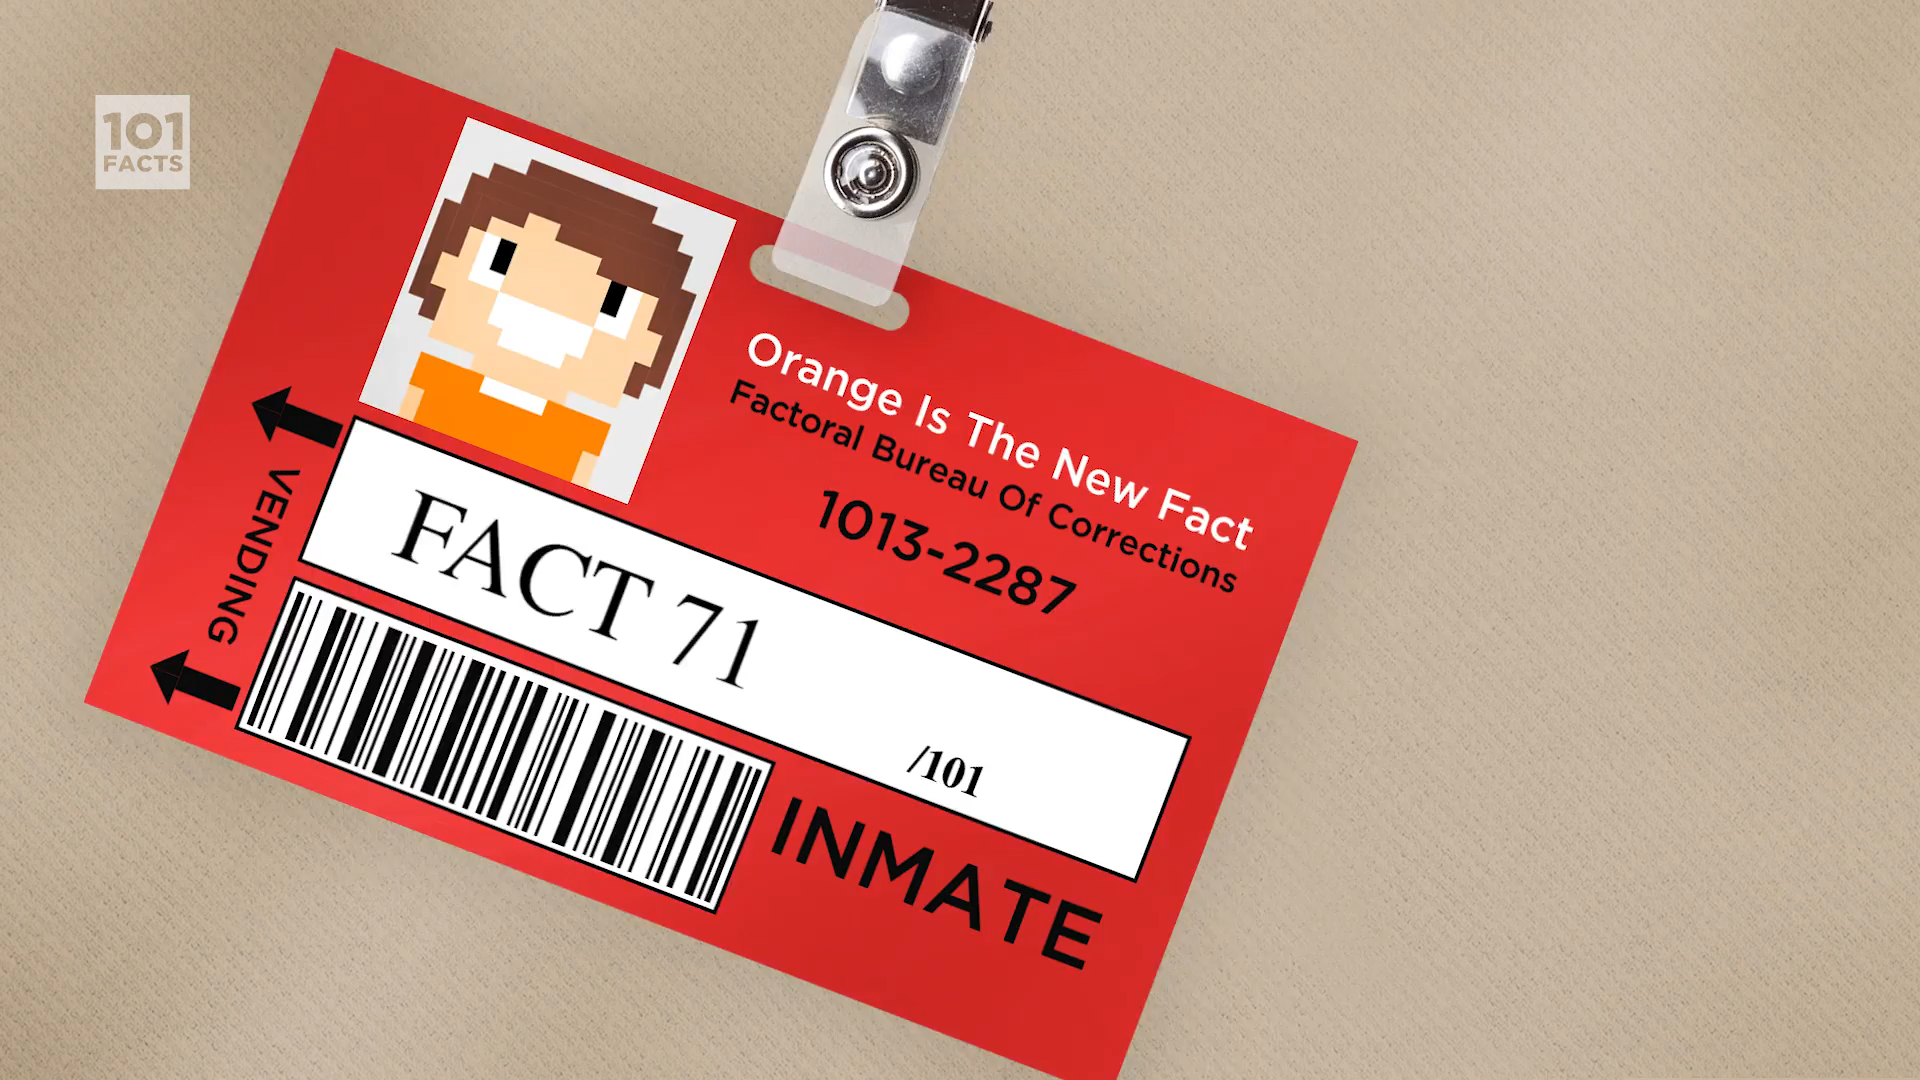 101
FACTS
Orange Is The New Fact
Factoral Bureau Of Corrections
1013-2287
FACT 71
/101
VENDING
INMATE